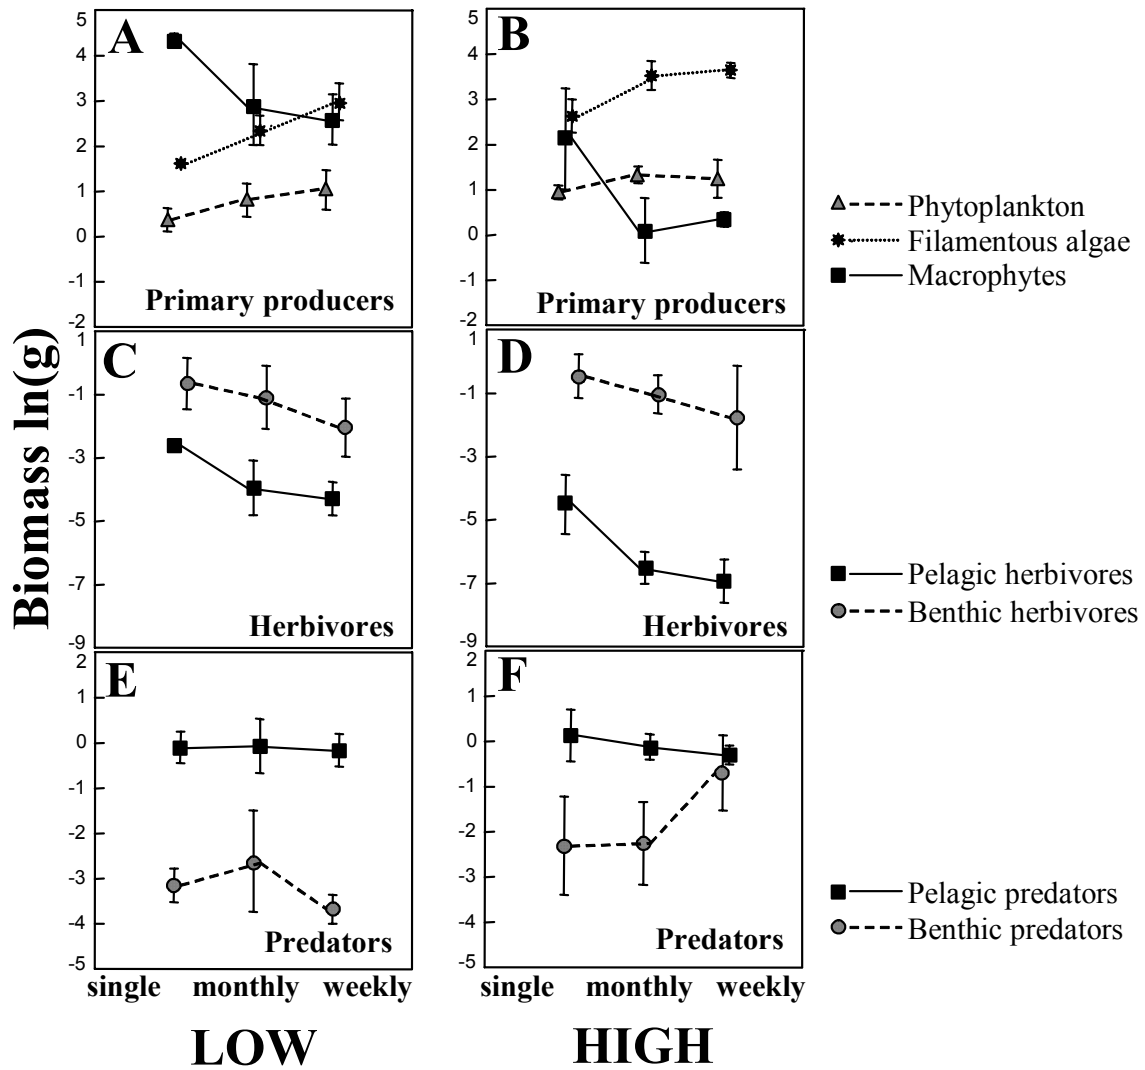 Biomass ln(g)
A
5
4
3
2
1
0
-1
-2
Primary producers
B
5
4
3
2
1
0
-1
-2
Primary producers
Phytoplankton
Filamentous algae
Macrophytes
C
1
-1
-3
-5
-7
-9
Herbivores
D
1
-1
-3
-5
-7
-9
Herbivores
Pelagic herbivores
Benthic herbivores
E
2
1
0
-1
-2
-3
-4
-5
Predators
F
2
1
0
-1
-2
-3
-4
-5
Predators
Pelagic predators
Benthic predators
single monthly weekly
single monthly weekly
LOW
HIGH